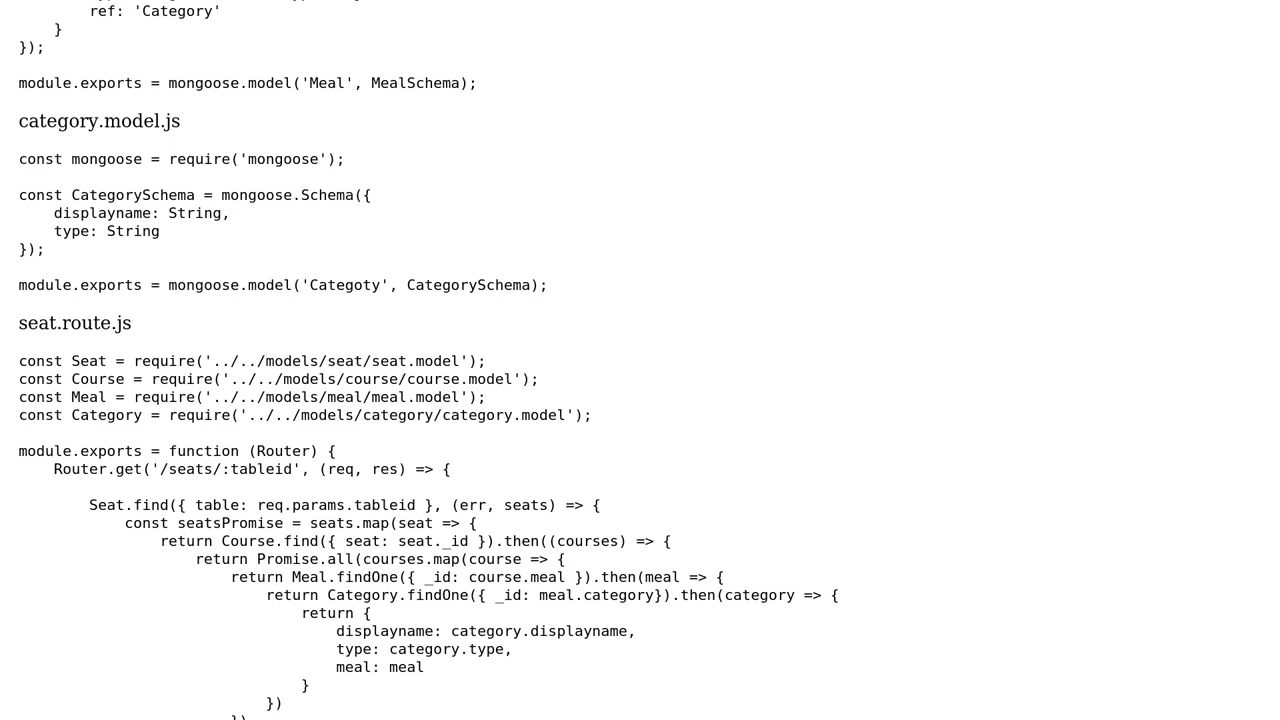 ref: 'Category'
}
});
module.exports = mongoose.model('Meal', MealSchema);
category.model.js
const mongoose = require('mongoose');
const CategorySchema = mongoose.Schema({
displayname: String,
type: String
});
module.exports = mongoose.model('Categoty', CategorySchema);
seat.route.js
const Seat = require('../../models/seat/seat.model');
const Course = require('../../models/course/course.model');
const Meal = require('../../models/meal/meal.model');
const Category = require('../../models/category/category.model');
module.exports = function (Router) {
Router.get('/seats/:tableid', (req, res) => {
Seat.find({ table: req.params.tableid }, (err, seats) => {
const seatsPromise = seats.map(seat => {
return Course.find({ seat: seat._id }).then((courses) => {
return Promise.all(courses.map(course => {
return Meal.findOne({ _id: course.meal }).then(meal => {
return Category.findOne({ _id: meal.category}).then(category => {
return {
displayname: category.displayname,
type: category.type,
meal: meal
}
})
})